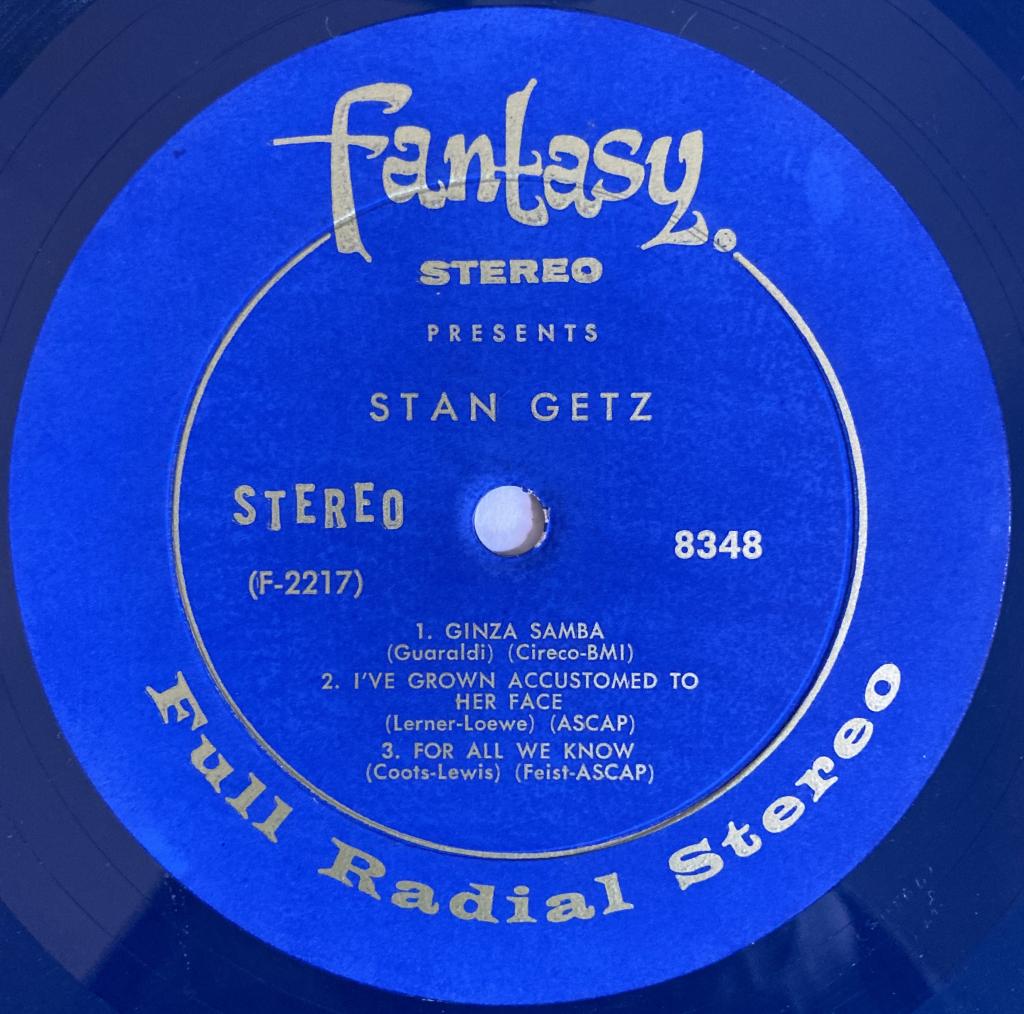 fantasy.
STEREO
PRESENTS
STAN GETZ
STEREO
8348
(F-2217)
1. GINZA SAMBA
(Guaraldi) (Cireco-BMI)
2. I'VE GROWN ACCUSTOMED TO
HER FACE
(Lerner-Loewe) (ASCAP)
3. FOR ALL WE KNOW
(Coots-Lewis) (Feist-ASCAP)
Full Radial Stereo